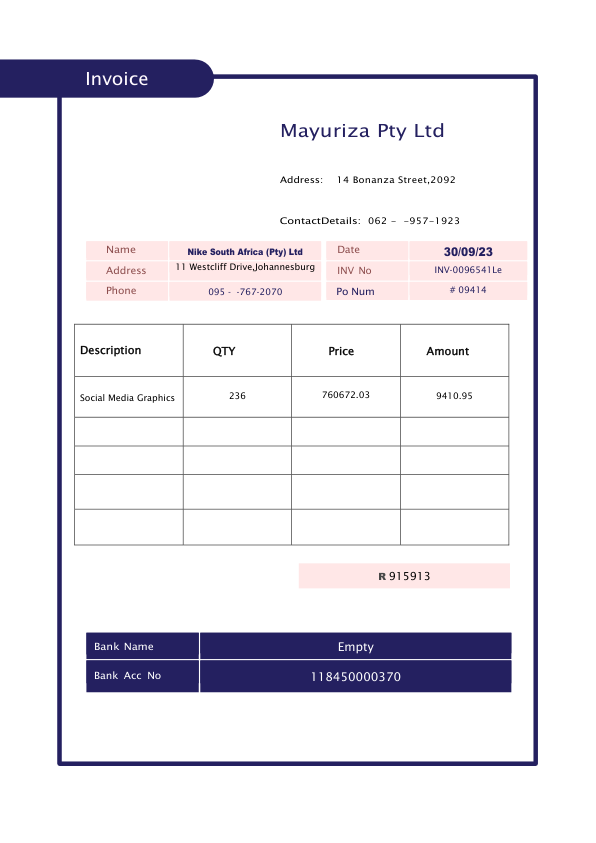 Invoice
Mayuriza Pty Ltd
Address: 14 Bonanza Street,2092
ContactDetails: 062 - -957-1923
Name Nike South Africa (Pty) Ltd Date 30/09/23
Address 11 Westcliff Drive,Johannesburg INV No INV-0096541Le
Phone 095 - -767-2070 Po Num # 09414
Description QTY Price Amount
Social Media Graphics 236 760672.03 9410.95
R 915913
Bank Name Empty
Bank Acc No 118450000370